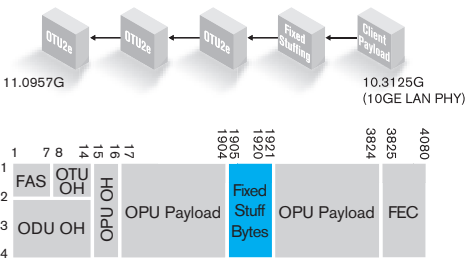 OTU2e
OTU2e
OTU2e
Fixed
Stuffing
Client
Payload
11.0957G
10.3125G
(10GE LAN PHY)
1 7 8 14 15 16 17 1904 1905 1920 1921 3824 3825 4080
1
2
3
4
FAS
OTU
OH
ODU OH
OPU OH
OPU Payload
Fixed
Stuff
Bytes
OPU Payload
FEC